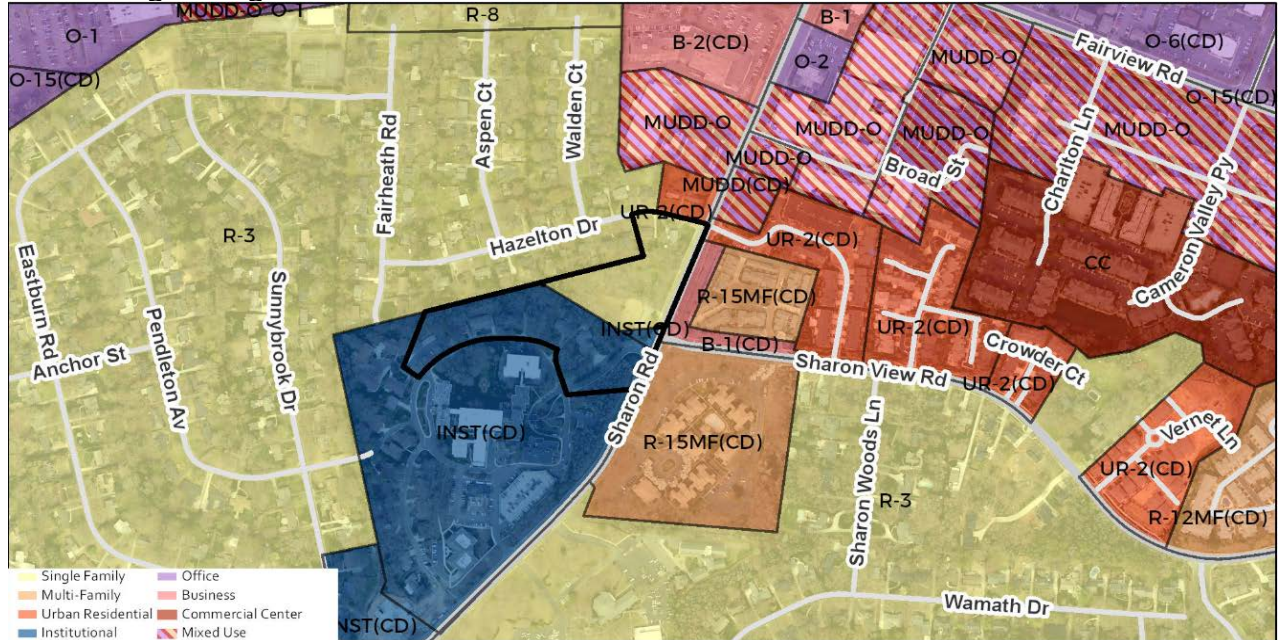 MUDD-O O-1
R-8
B-1
O-1
B-2(CD)
O-6(CD)
Fairview Rd
MUDD-O
O-2
O-15(CD)
O-15(CD)
Walden Ct
Aspen Ct
Fairheath Rd
MUDD-O
MUDD-O
MUDD-O
MUDD-O
Charlton Ln
MUDD-O
Broad St
MUDD(CD)
Cameron Valley Py
UR-2(CD)
Hazelton Dr
R-3
UR-2(CD)
CC
Eastburn Rd
Sunnybrook Dr
R-15MF(CD)
Pendleton Av
INST(CD)
UR-2(CD)
Anchor St
B-1(CD)
Crowder Ct
Sharon View Rd
UR-2(CD)
Sharon Rd
INST(CD)
R-15MF(CD)
Vernet Ln
UR-2(CD)
Sharon Woods Ln
R-3
R-12MF(CD)
Single Family
Multi-Family
Urban Residential
Institutional
Office
Business
Commercial Center
Mixed Use
NST(CD)
Wamath Dr